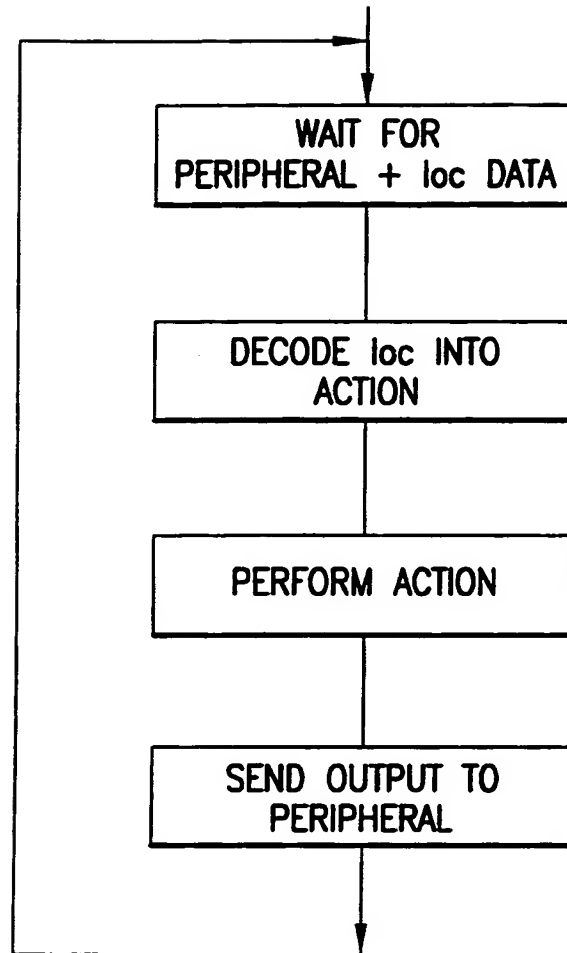 WAIT FOR
PERIPHERAL + loc DATA
DECODE loc INTO
ACTION
PERFORM ACTION
SEND OUTPUT TO
PERIPHERAL